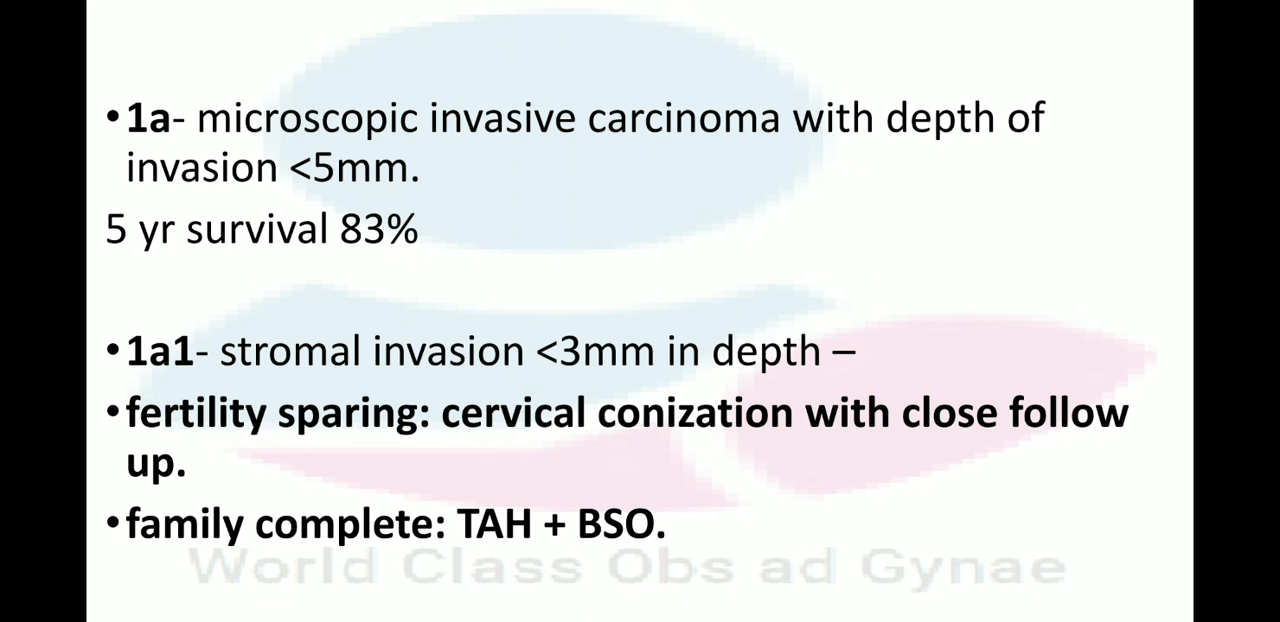 •1a- microscopic invasive carcinoma with depth of
invasion <5mm.
5 yr survival 83%
•1a1- stromal invasion <3mm in depth –
•fertility sparing: cervical conization with close follow
up.
•family complete: TAH + BSO.
World Class Obs ad Gynae